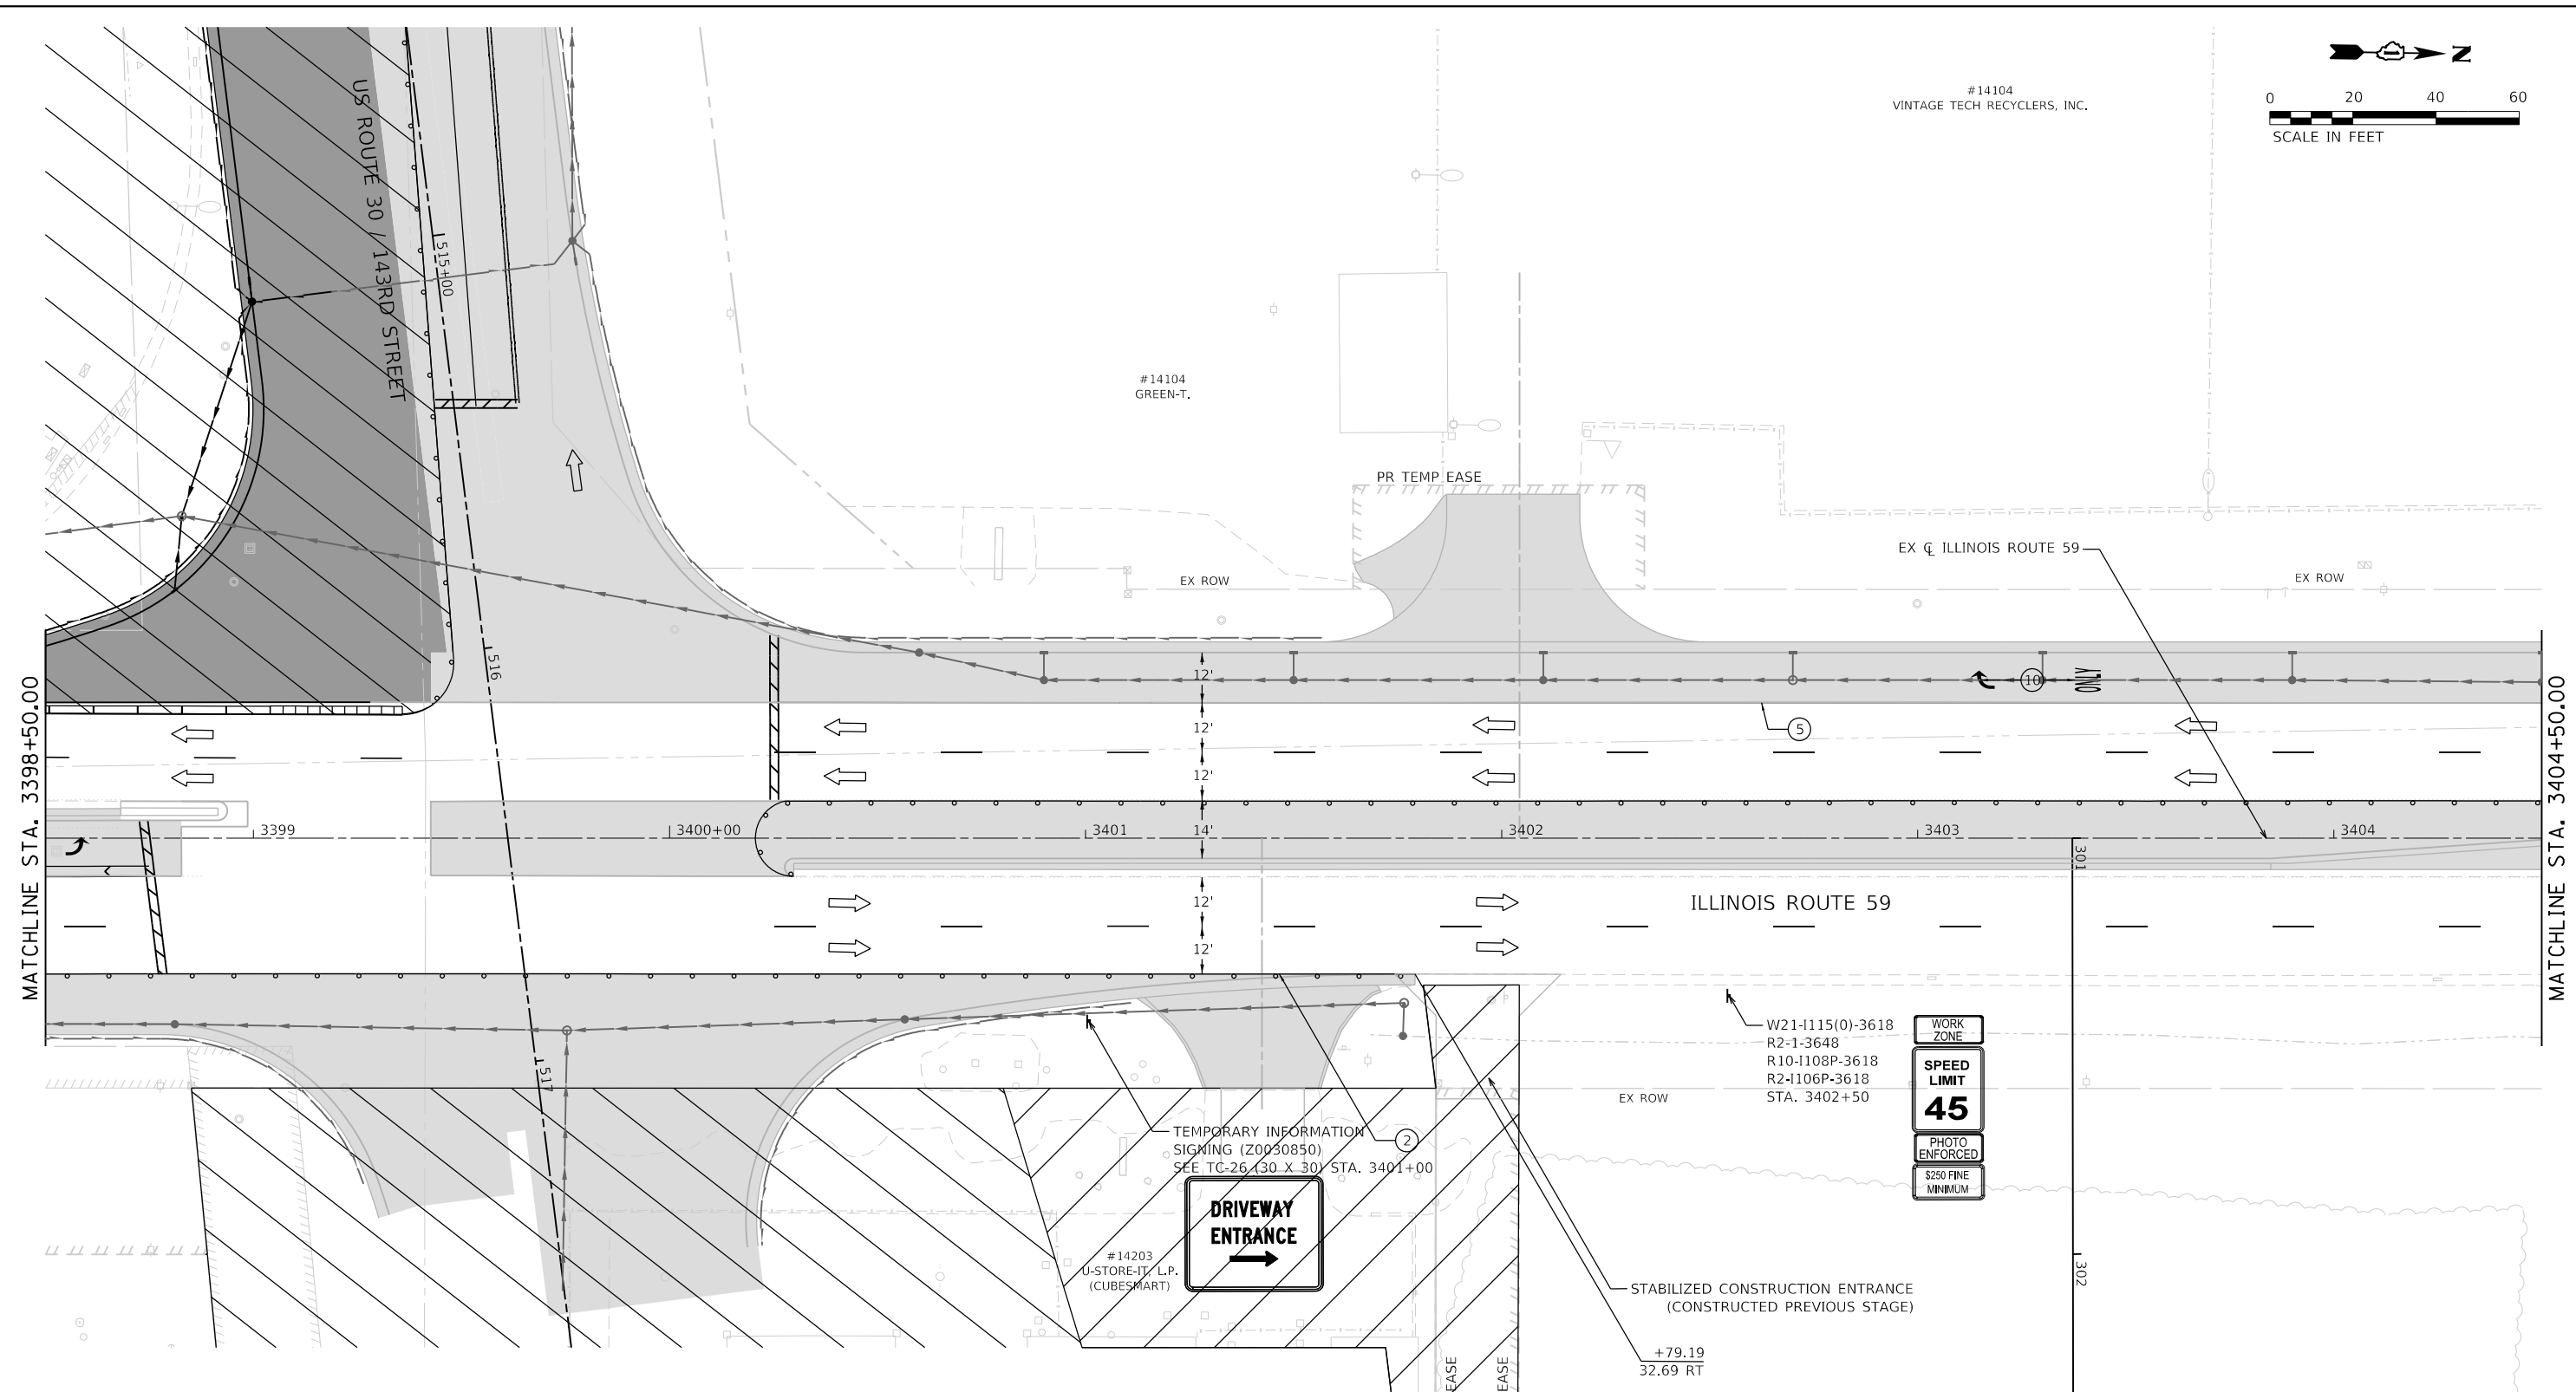 N
0 20 40 60
SCALE IN FEET
#14104
VINTAGE TECH RECYCLERS, INC.
US ROUTE 30 / 143RD STREET
515+00
516
517
#14104
GREEN-T.
PR TEMP EASE
EX ROW
EX ℄ ILLINOIS ROUTE 59
EX ROW
MATCHLINE STA. 3398+50.00
MATCHLINE STA. 3404+50.00
12'
12'
12'
14'
12'
12'
10
ONLY
5
3399
3400+00
3401
3402
3403
3404
301
302
ILLINOIS ROUTE 59
W21-I115(0)-3618
R2-1-3648
R10-I108P-3618
R2-I106P-3618
STA. 3402+50
WORK
ZONE
SPEED
LIMIT
45
PHOTO
ENFORCED
$250 FINE
MINIMUM
P
EX ROW
TEMPORARY INFORMATION
SIGNING (Z0030850)
SEE TC-26 (30 X 30) STA. 3401+00
2
DRIVEWAY
ENTRANCE
#14203
U-STORE-IT, L.P.
(CUBESMART)
STABILIZED CONSTRUCTION ENTRANCE
(CONSTRUCTED PREVIOUS STAGE)
+79.19
32.69 RT
EASE
EASE